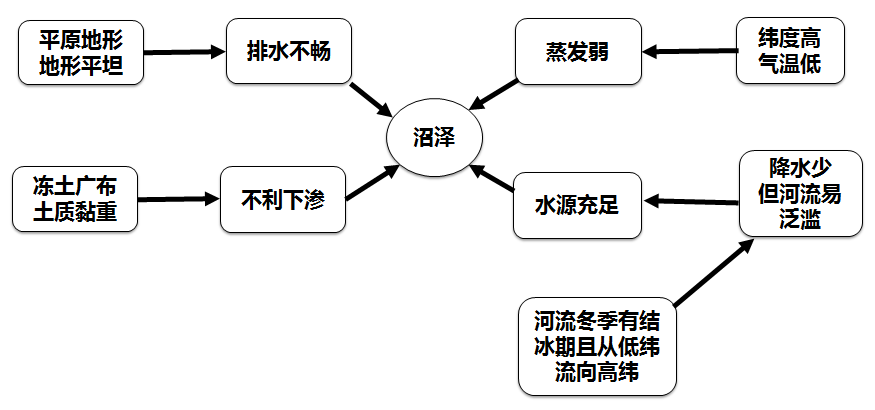 平原地形
地形平坦
排水不畅
蒸发弱
纬度高
气温低
沼泽
冻土广布
土质黏重
不利下渗
水源充足
降水少
但河流易
泛滥
河流冬季有结
冰期且从低纬
流向高纬